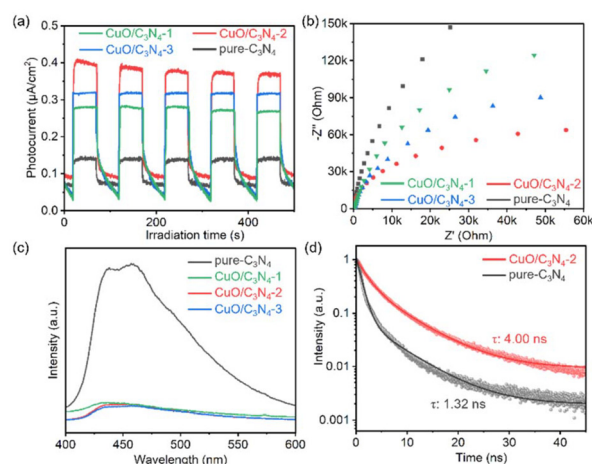 (a)
CuO/C₃N₄-1
CuO/C₃N₄-2
CuO/C₃N₄-3
pure-C₃N₄
Photocurrent (μA/cm²)
0.5
0.4
0.3
0.2
0.1
0.0
0 100 200 300 400
Irradiation time (s)
(b)
-Z'' (Ohm)
150k
120k
90k
60k
30k
0
CuO/C₃N₄-1
CuO/C₃N₄-2
CuO/C₃N₄-3
pure-C₃N₄
0 10k 20k 30k 40k 50k 60k
Z' (Ohm)
(c)
Intensity (a.u.)
pure-C₃N₄
CuO/C₃N₄-1
CuO/C₃N₄-2
CuO/C₃N₄-3
400 450 500 550 600
Wavelength (nm)
(d)
Intensity (a.u.)
1
0.1
0.01
0.001
CuO/C₃N₄-2
pure-C₃N₄
τ: 4.00 ns
τ: 1.32 ns
0 10 20 30 40
Time (ns)